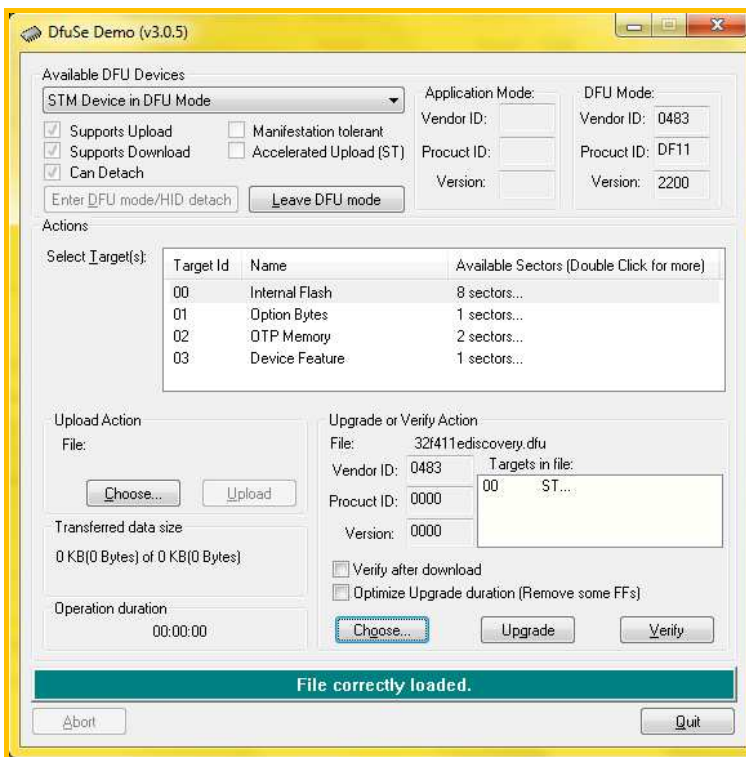 DfuSe Demo (v3.0.5)
Available DFU Devices
STM Device in DFU Mode
Supports Upload
Manifestation tolerant
Supports Download
Accelerated Upload (ST)
Can Detach
Enter DFU mode/HID detach
Leave DFU mode
Application Mode:
Vendor ID:
Procuct ID:
Version:
DFU Mode:
Vendor ID: 0483
Procuct ID: DF11
Version: 2200
Actions
Select Target(s):
Target Id Name Available Sectors (Double Click for more)
00 Internal Flash 8 sectors...
01 Option Bytes 1 sectors...
02 OTP Memory 2 sectors...
03 Device Feature 1 sectors...
Upload Action
File:
Choose...
Upload
Transferred data size
0 KB(0 Bytes) of 0 KB(0 Bytes)
Operation duration
00:00:00
Upgrade or Verify Action
File: 32f411ediscovery.dfu
Vendor ID: 0483
Procuct ID: 0000
Version: 0000
Targets in file:
00 ST...
Verify after download
Optimize Upgrade duration (Remove some FFs)
Choose...
Upgrade
Verify
File correctly loaded.
Abort
Quit